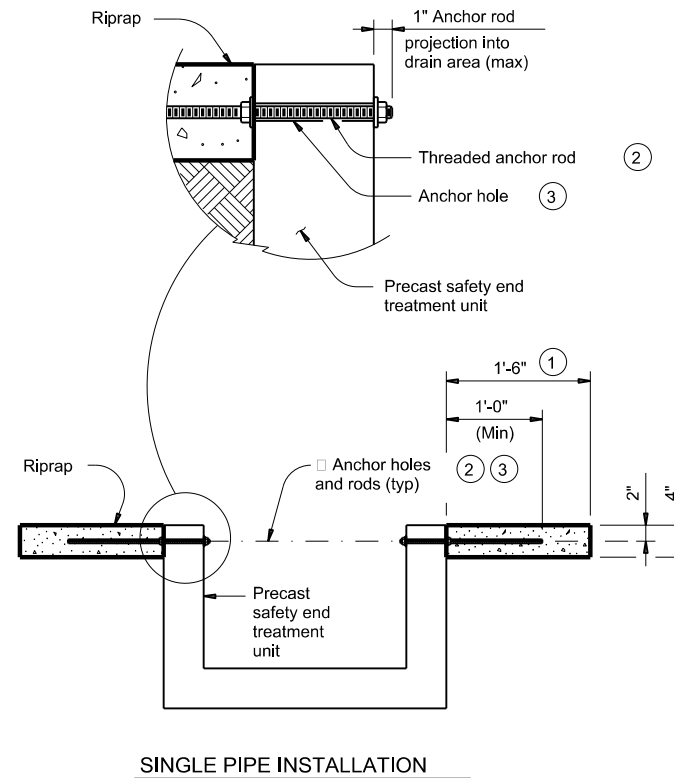 Riprap
1" Anchor rod
projection into
drain area (max)
Threaded anchor rod 2
Anchor hole 3
Precast safety end
treatment unit
1'-6" 1
1'-0"
(Min)
Riprap
□ Anchor holes 2 3
and rods (typ)
2"
4"
Precast
safety end
treatment
unit
SINGLE PIPE INSTALLATION